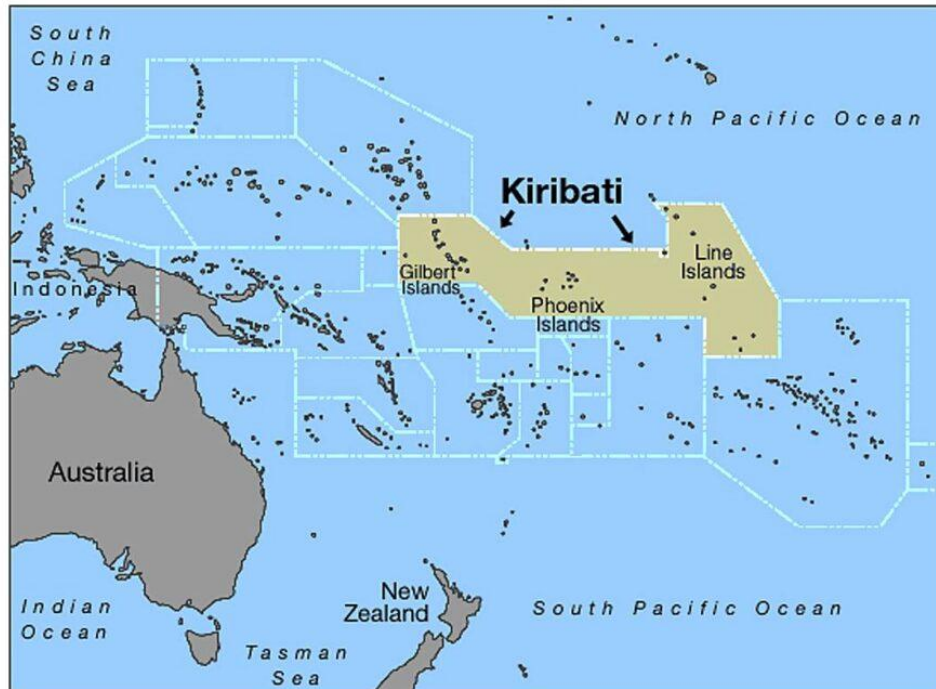 South
China
Sea
North Pacific Ocean
Kiribati
Line
Islands
Gilbert
Islands
Indonesia
Phoenix
Islands
Australia
New
Zealand
Indian
Ocean
South Pacific Ocean
Tasman
Sea